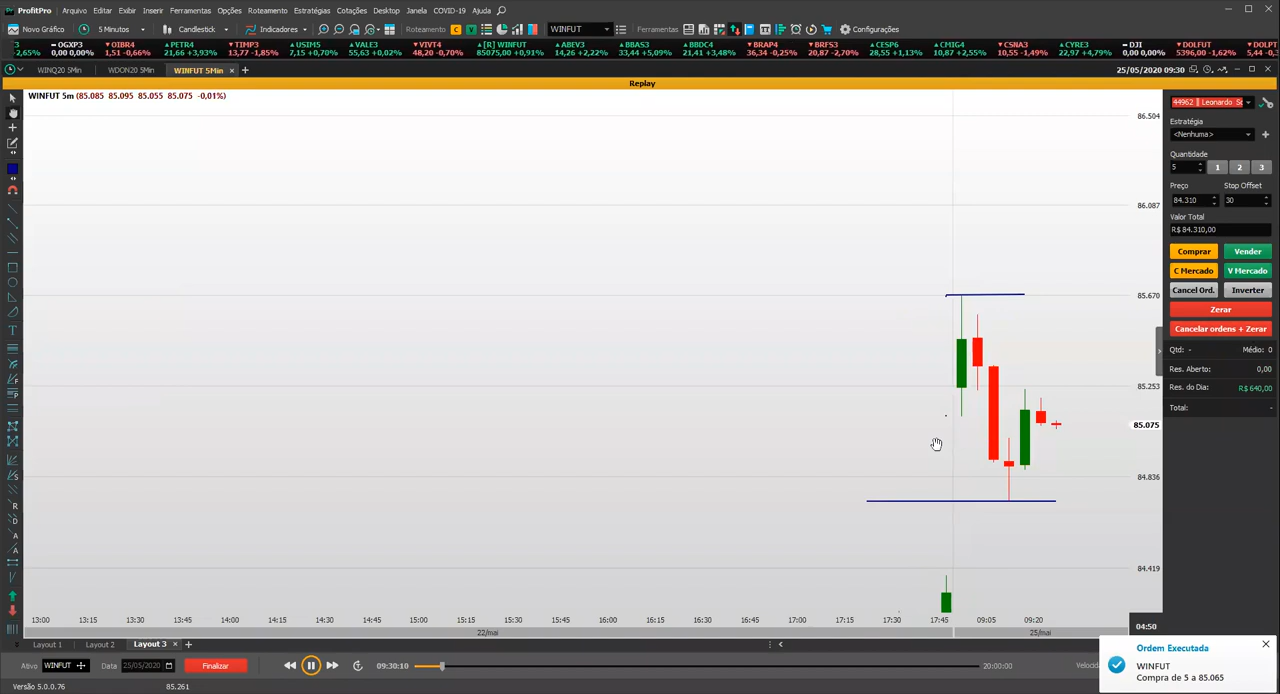 ProfitPro Arquivo Editar Exibir Inserir Ferramentas Opções Roteamento Estratégias Cotações Desktop Janela COVID-19 Ajuda
Novo Gráfico 5 Minutos Candlestick Indicadores Roteamento C V WINFUT Ferramentas Configurações
3 OGXP3 OIBR4 PETR4 TIMP3 USIM5 VALE3 VIVT4 [R] WINFUT ABEV3 BBAS3 BBDC4 BRAP4 BRFS3 CESP6 CMIG4 CSNA3 CYRE3 DJI DOLFUT DOLPT
2,65% 0,00 0,00% 1,51 -0,66% 21,66 +3,93% 13,77 -1,85% 7,15 +0,70% 55,63 +0,02% 48,20 -0,70% 85075,00 +0,91% 14,26 +2,22% 33,44 +5,09% 21,41 +3,48% 36,34 -0,25% 20,87 -2,70% 28,55 +1,13% 10,87 +2,55% 10,55 -1,49% 22,97 +4,79% 0,00 0,00% 5396,00 -1,62% 5,44 -0,3
WINQ20 5Min WDON20 5Min WINFUT 5Min 25/05/2020 09:30
Replay
WINFUT 5m (85.085 85.095 85.055 85.075 -0,01%)
86.504
86.087
85.670
85.253
85.075
84.836
84.419
44962 || Leonardo Sc
Estratégia
<Nenhuma>
Quantidade
5 1 2 3
Preço Stop Offset
84.310 30
Valor Total
R$ 84.310,00
Comprar Vender
C Mercado V Mercado
Cancel Ord. Inverter
Zerar
Cancelar ordens + Zerar
Qtd: - Médio: 0
Res. Aberto: 0,00
Res. do Dia: R$ 640,00
Total: -
T
F
P
S
R
D
A
A
13:00 13:15 13:30 13:45 14:00 14:15 14:30 14:45 15:00 15:15 15:30 15:45 16:00 16:15 16:30 16:45 17:00 17:15 17:30 17:45 09:05 09:20
04:50
22/mai 25/mai
Layout 1 Layout 2 Layout 3
Ordem Executada
WINFUT
Compra de 5 a 85.065
Ativo WINFUT Data 25/05/2020 Finalizar 09:30:10 20:00:00 Velocid
Versão 5.0.0.76 85.261